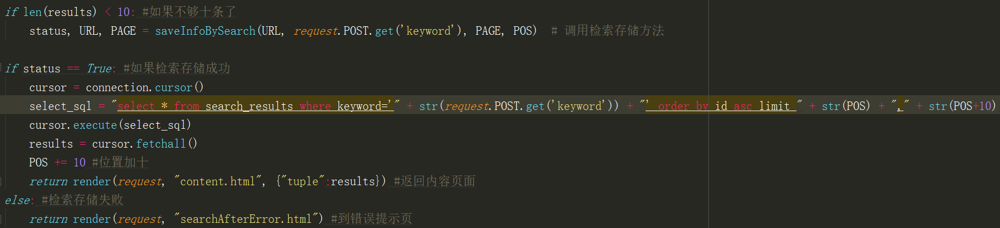 if len(results) < 10: #如果不够十条了
status, URL, PAGE = saveInfoBySearch(URL, request.POST.get('keyword'), PAGE, POS)  # 调用检索存储方法
if status == True: #如果检索存储成功
cursor = connection.cursor()
select_sql = "select * from search_results where keyword='" + str(request.POST.get('keyword')) + "' order by id asc limit " + str(POS) + "," + str(POS+10)
cursor.execute(select_sql)
results = cursor.fetchall()
POS += 10 #位置加十
return render(request, "content.html", {"tuple":results}) #返回内容页面
else: #检索存储失败
return render(request, "searchAfterError.html") #到错误提示页